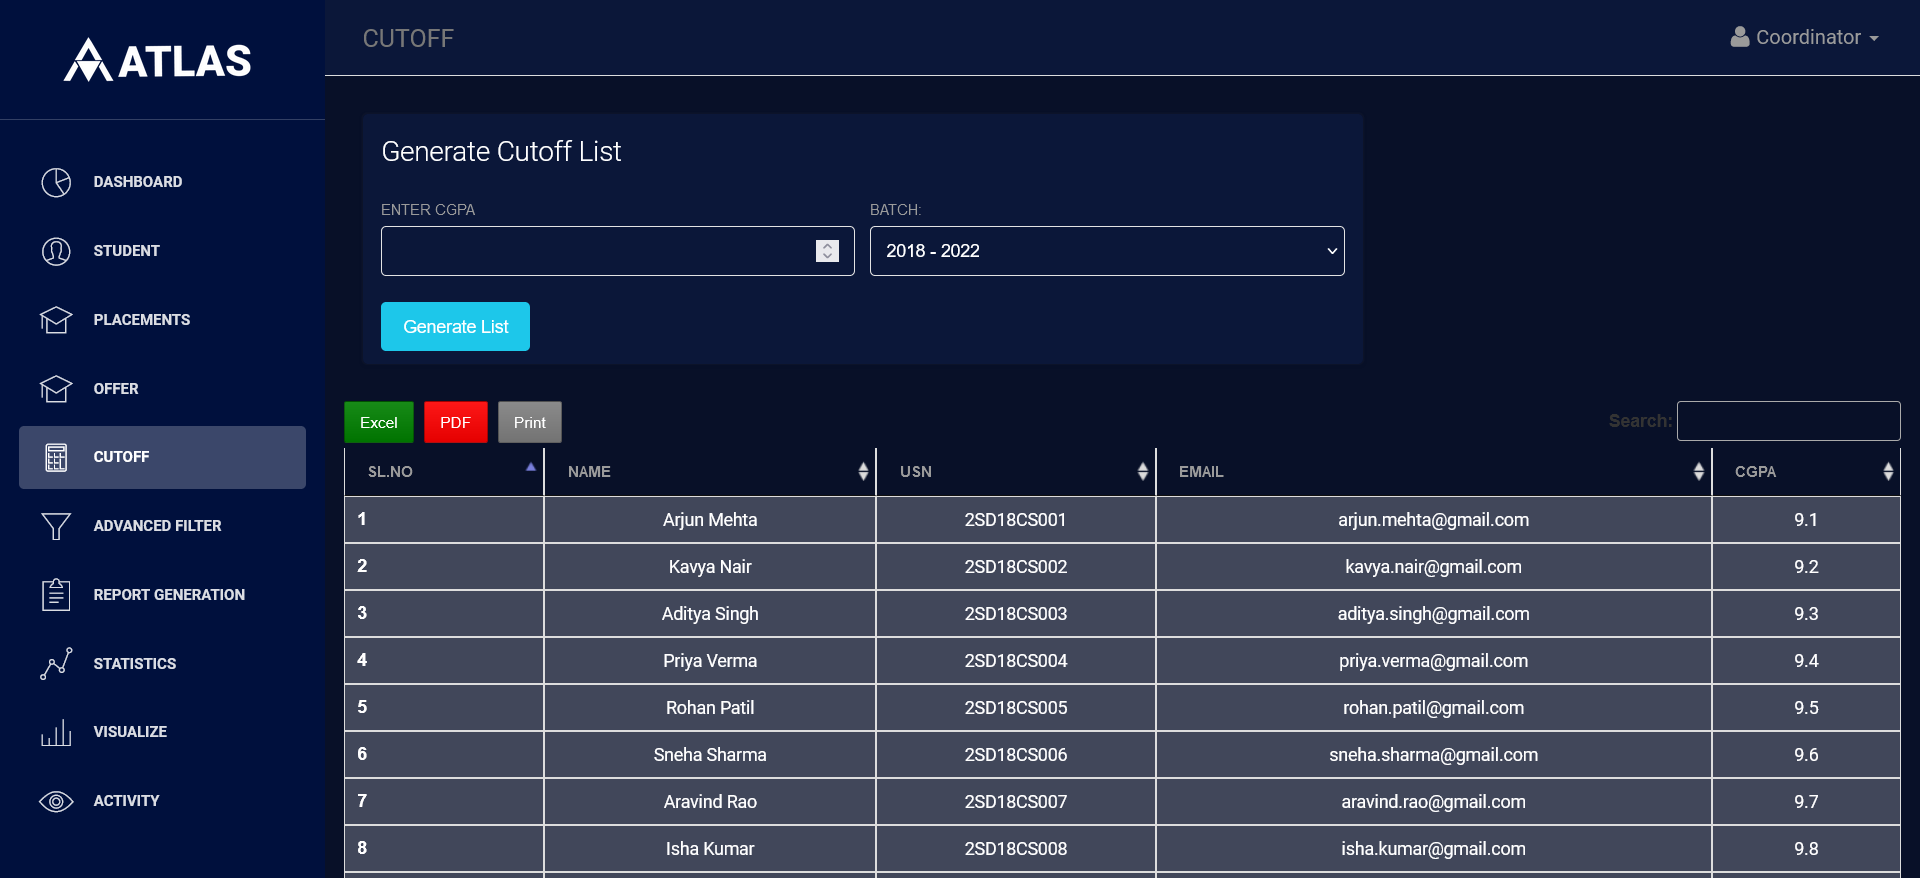 ATLAS
CUTOFF
Coordinator
DASHBOARD
STUDENT
PLACEMENTS
OFFER
CUTOFF
ADVANCED FILTER
REPORT GENERATION
STATISTICS
VISUALIZE
ACTIVITY
Generate Cutoff List
ENTER CGPA
BATCH:
2018 - 2022
Generate List
Excel PDF Print
Search:
SL.NO NAME USN EMAIL CGPA
1 Arjun Mehta 2SD18CS001 arjun.mehta@gmail.com 9.1
2 Kavya Nair 2SD18CS002 kavya.nair@gmail.com 9.2
3 Aditya Singh 2SD18CS003 aditya.singh@gmail.com 9.3
4 Priya Verma 2SD18CS004 priya.verma@gmail.com 9.4
5 Rohan Patil 2SD18CS005 rohan.patil@gmail.com 9.5
6 Sneha Sharma 2SD18CS006 sneha.sharma@gmail.com 9.6
7 Aravind Rao 2SD18CS007 aravind.rao@gmail.com 9.7
8 Isha Kumar 2SD18CS008 isha.kumar@gmail.com 9.8